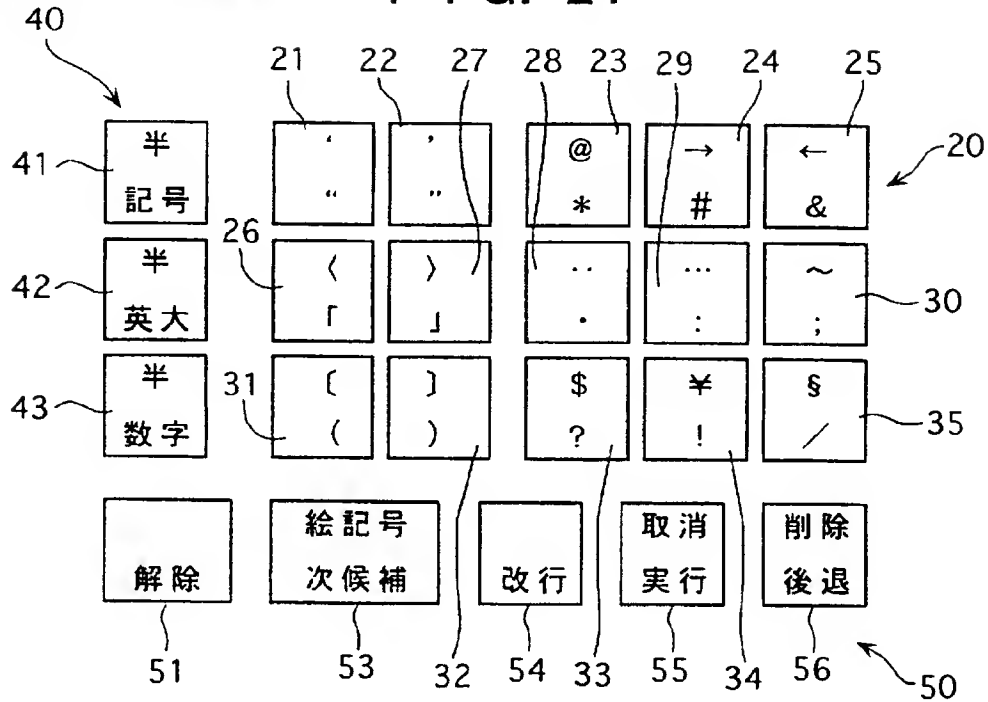 40
21 22 27 28 23 29 24 25
半 ‘ ’ @ → ←
20
41
記号 “ ” * # &
26
半 〈 〉 ‥ … ～
42
30
英大 「 」 ・ : ;
31
半 〔 〕 $ ¥ §
43
35
数字 ( ) ? ! ／
絵記号 取消 削除
解除 次候補 改行 実行 後退
51 53 32 54 33 55 34 56
50